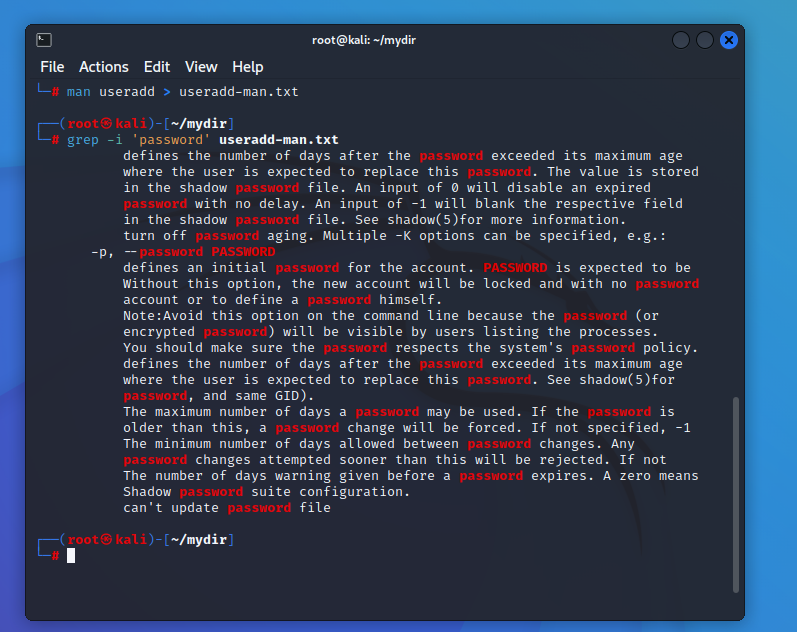 root@kali: ~/mydir
File Actions Edit View Help
└─# man useradd > useradd-man.txt
┌──(root㉿kali)-[~/mydir]
└─# grep -i 'password' useradd-man.txt
defines the number of days after the password exceeded its maximum age
where the user is expected to replace this password. The value is stored
in the shadow password file. An input of 0 will disable an expired
password with no delay. An input of -1 will blank the respective field
in the shadow password file. See shadow(5)for more information.
turn off password aging. Multiple -K options can be specified, e.g.:
-p, --password PASSWORD
defines an initial password for the account. PASSWORD is expected to be
Without this option, the new account will be locked and with no password
account or to define a password himself.
Note:Avoid this option on the command line because the password (or
encrypted password) will be visible by users listing the processes.
You should make sure the password respects the system's password policy.
defines the number of days after the password exceeded its maximum age
where the user is expected to replace this password. See shadow(5)for
password, and same GID).
The maximum number of days a password may be used. If the password is
older than this, a password change will be forced. If not specified, -1
The minimum number of days allowed between password changes. Any
password changes attempted sooner than this will be rejected. If not
The number of days warning given before a password expires. A zero means
Shadow password suite configuration.
can't update password file
┌──(root㉿kali)-[~/mydir]
└─#